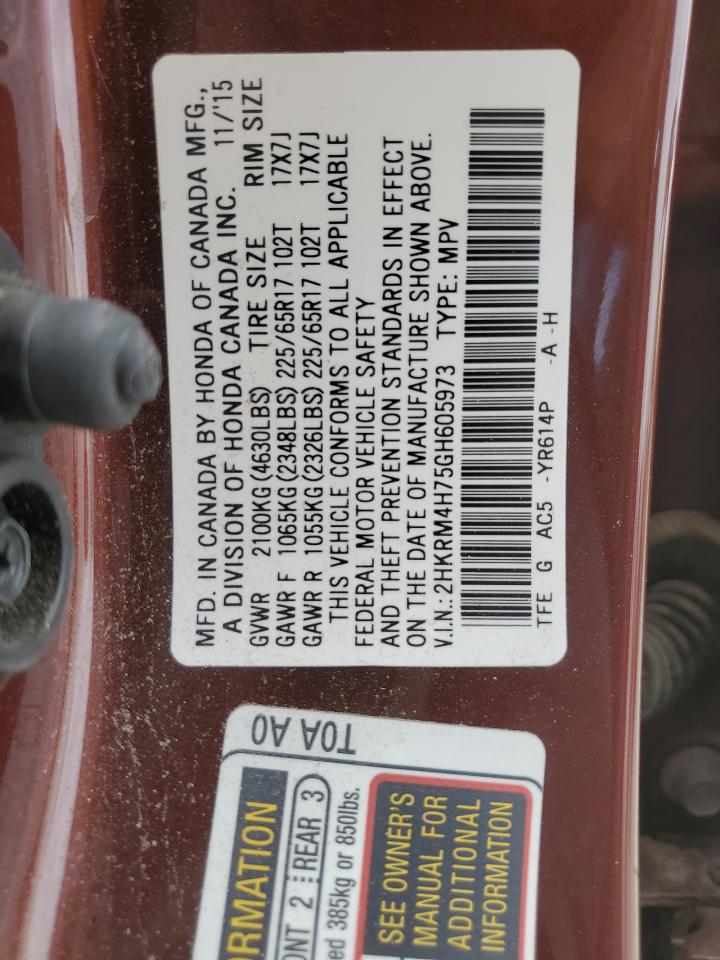 MFD. IN CANADA BY HONDA OF CANADA MFG.,
A DIVISION OF HONDA CANADA INC. 11/'15
GVWR 2100KG(4630LBS) TIRE SIZE RIM SIZE
GAWR F 1065KG(2348LBS) 225/65R17 102T 17X7J
GAWR R 1055KG(2326LBS) 225/65R17 102T 17X7J
THIS VEHICLE CONFORMS TO ALL APPLICABLE
FEDERAL MOTOR VEHICLE SAFETY
AND THEFT PREVENTION STANDARDS IN EFFECT
ON THE DATE OF MANUFACTURE SHOWN ABOVE.
V.I.N.:2HKRM4H75GH605973 TYPE: MPV
TFE G AC5 -YR614P -A -H
T0A A0
RMATION
ONT 2 REAR 3
ed 385kg or 850lbs.
SEE OWNER'S
MANUAL FOR
ADDITIONAL
INFORMATION